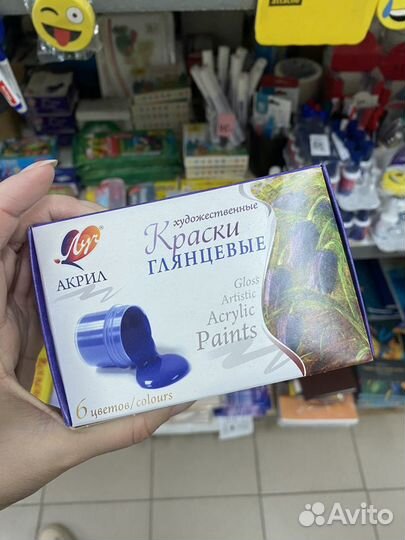 Луч
АКРИЛ
художественные
Краски
ГЛЯНЦЕВЫЕ
Gloss
Artistic
Acrylic
Paints
6 цветов/colours
Avito